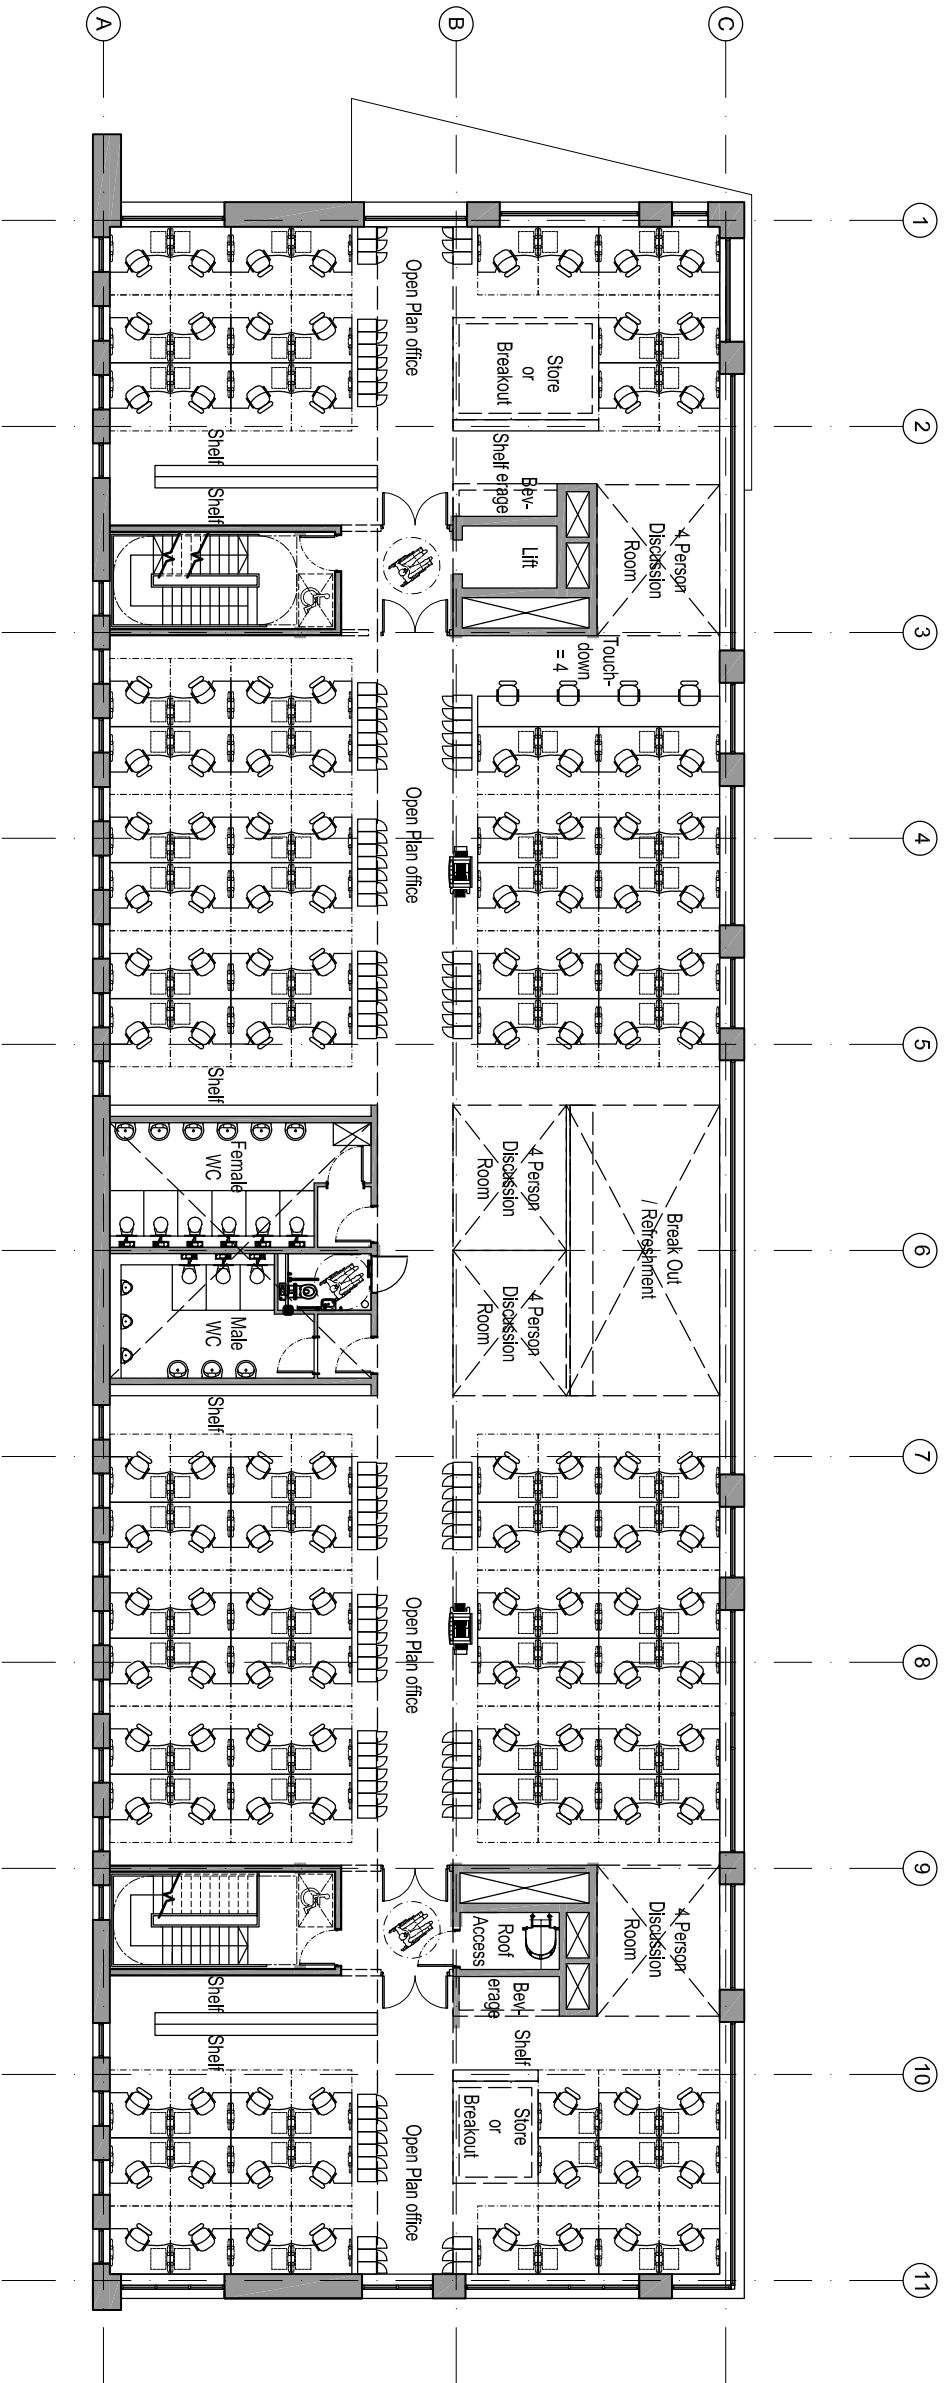 A
B
C
1
2
3
4
5
6
7
8
9
10
11
Open Plan office
Store
or
Breakout
Shelf
Shelf
Shelf
Bev-
erage
Lift
4 Person
Discussion
Room
Touch-
down
= 4
Open Plan office
Shelf
Female
WC
Male
WC
4 Person
Discussion
Room
4 Person
Discussion
Room
Break Out
/ Refreshment
Shelf
Open Plan office
4 Person
Discussion
Room
Roof
Access
Bev-
erage
Shelf
Shelf
Shelf
Store
or
Breakout
Open Plan office